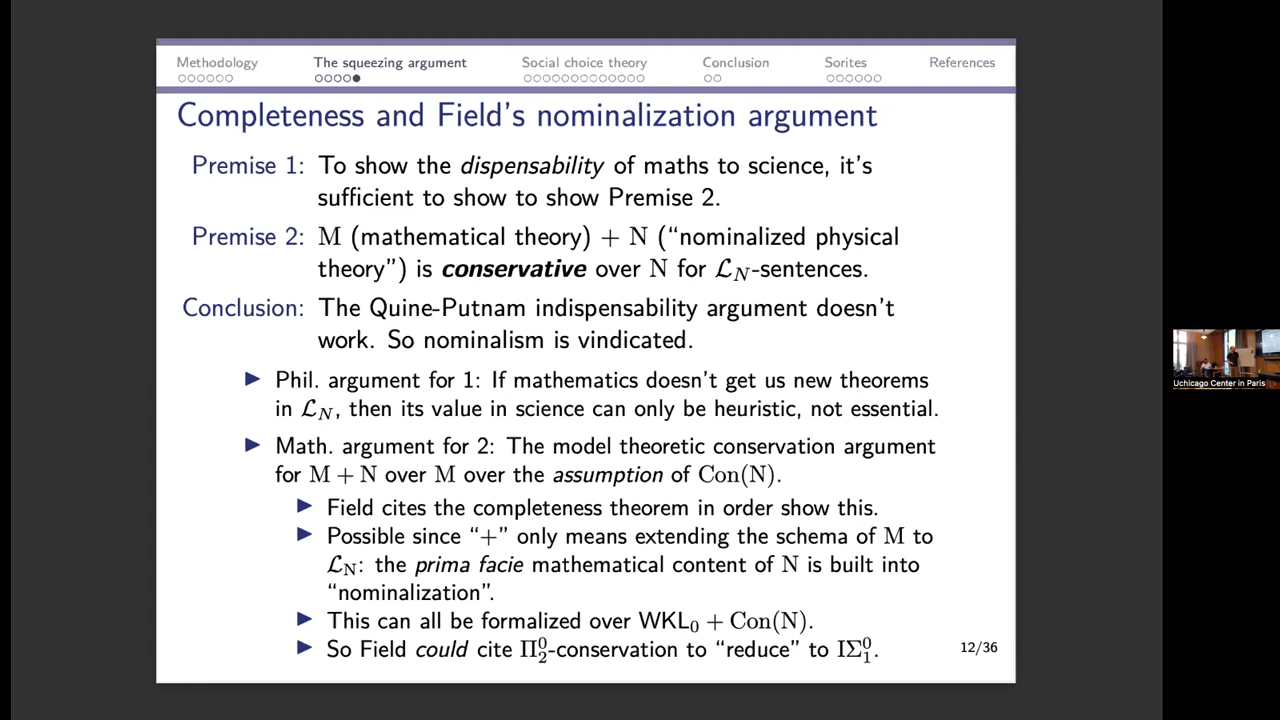 Methodology The squeezing argument Social choice theory Conclusion Sorites References
Completeness and Field's nominalization argument
Premise 1: To show the dispensability of maths to science, it's
sufficient to show to show Premise 2.
Premise 2: M (mathematical theory) + N ("nominalized physical
theory") is conservative over N for ℒ_N-sentences.
Conclusion: The Quine-Putnam indispensability argument doesn't
work. So nominalism is vindicated.
▶ Phil. argument for 1: If mathematics doesn't get us new theorems
in ℒ_N, then its value in science can only be heuristic, not essential.
▶ Math. argument for 2: The model theoretic conservation argument
for M + N over M over the assumption of Con(N).
▶ Field cites the completeness theorem in order show this.
▶ Possible since "+" only means extending the schema of M to
ℒ_N: the prima facie mathematical content of N is built into
"nominalization".
▶ This can all be formalized over WKL₀ + Con(N).
▶ So Field could cite Π⁰₂-conservation to "reduce" to IΣ⁰₁.
12/36
Uchicago Center in Paris